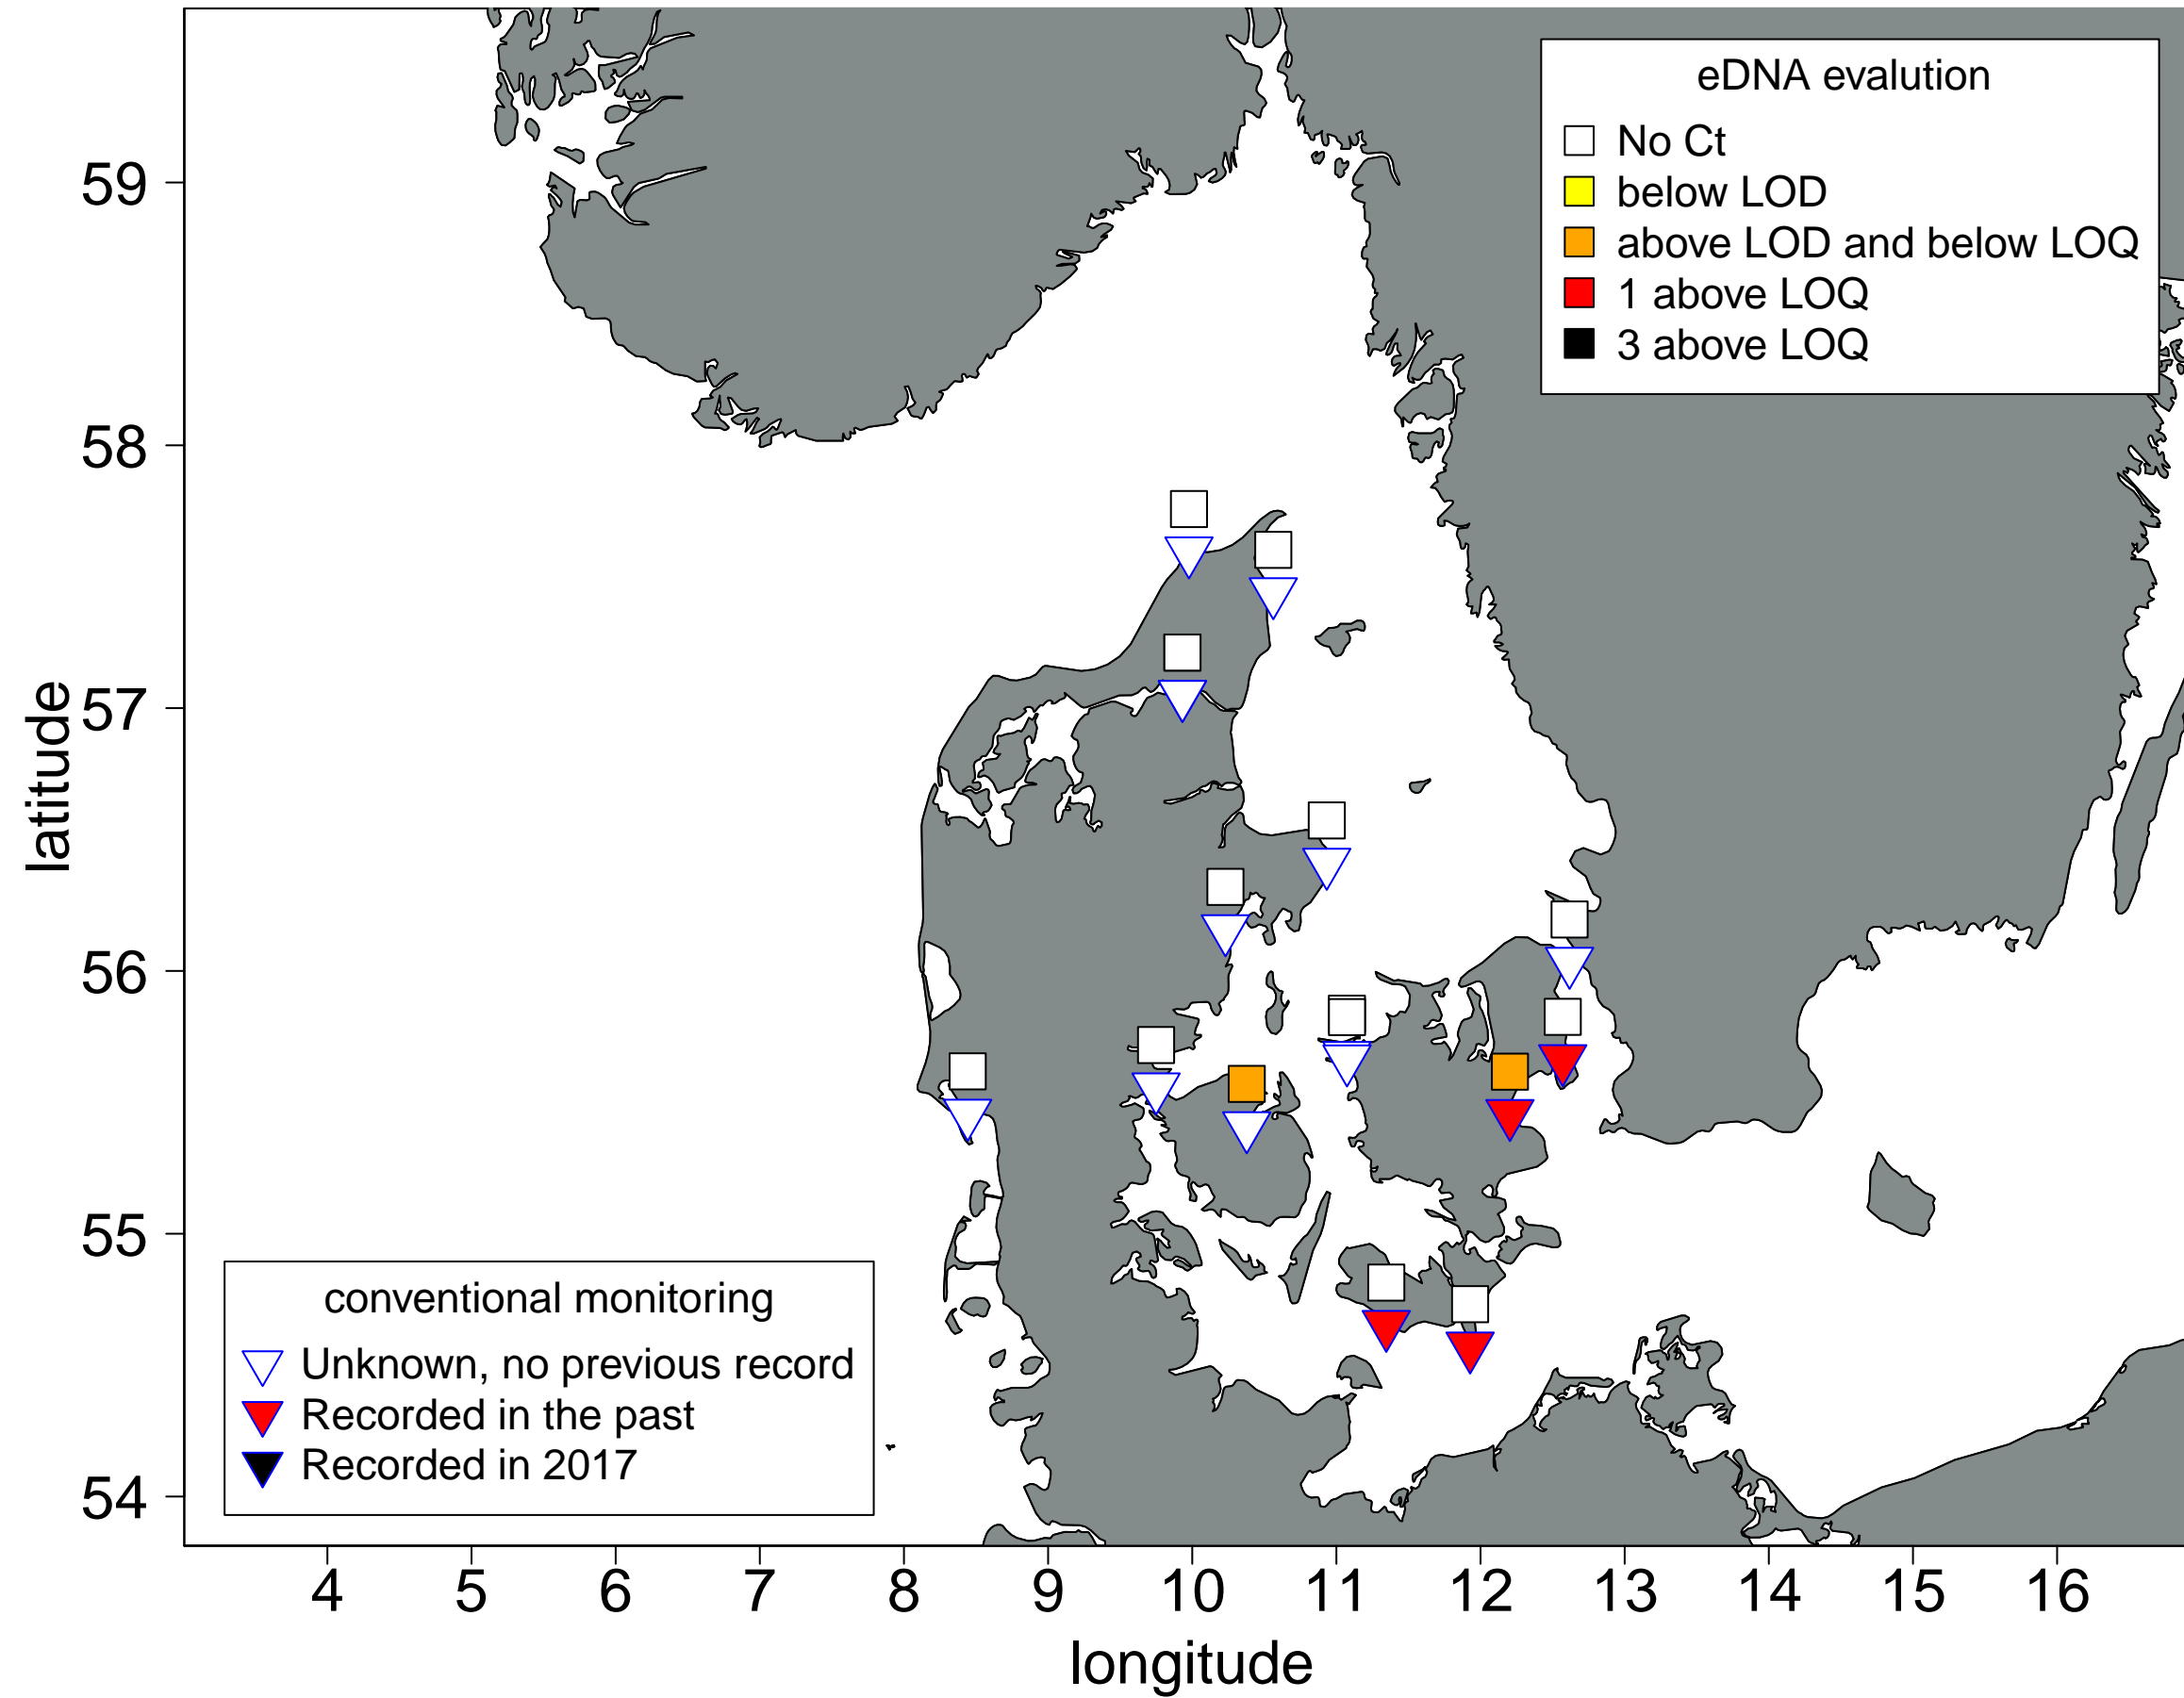 eDNA evalution
No Ct
below LOD
above LOD and below LOQ
1 above LOQ
3 above LOQ
59
58
57
56
55
54
latitude
conventional monitoring
Unknown, no previous record
Recorded in the past
Recorded in 2017
4 5 6 7 8 9 10 11 12 13 14 15 16
longitude